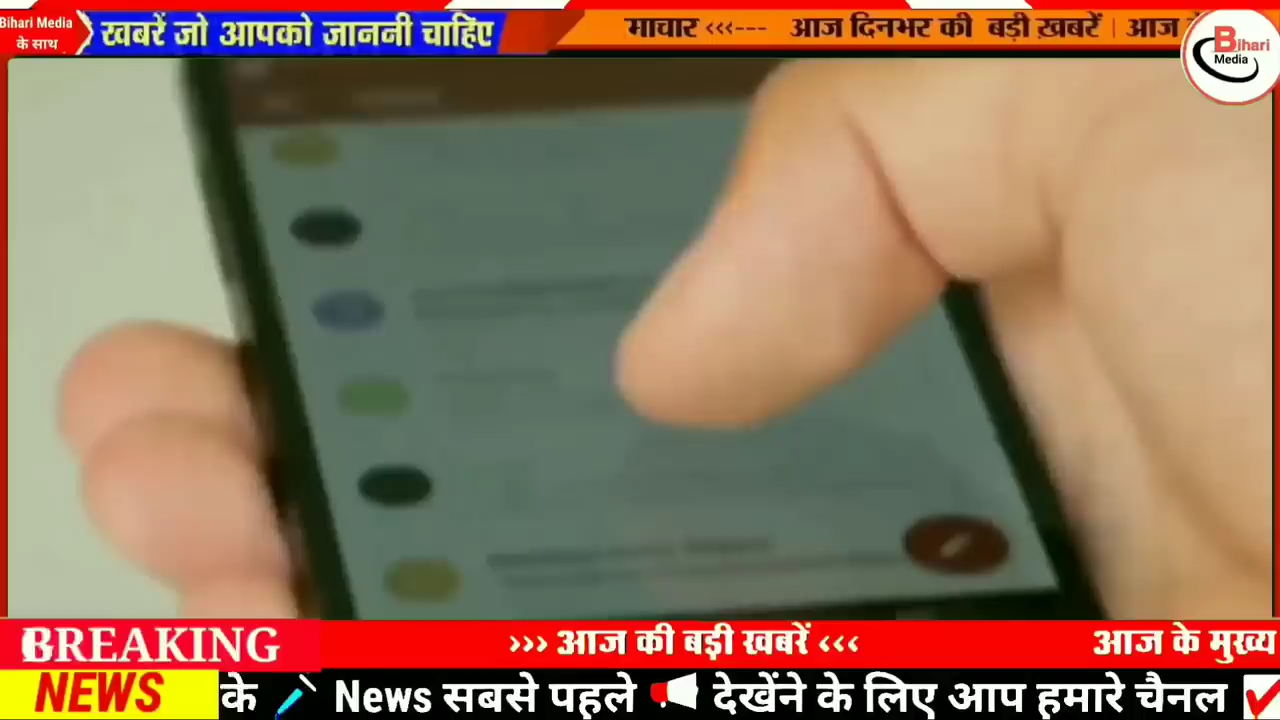 Bihari Media
के साथ
खबरें जो आपको जाननी चाहिए
माचार ‹‹‹--- आज दिनभर की बड़ी ख़बरें | आज
Bihari
Media
BREAKING
››› आज की बड़ी खबरें ‹‹‹ आज के मुख्य
NEWS
के News सबसे पहले देखेंने के लिए आप हमारे चैनल